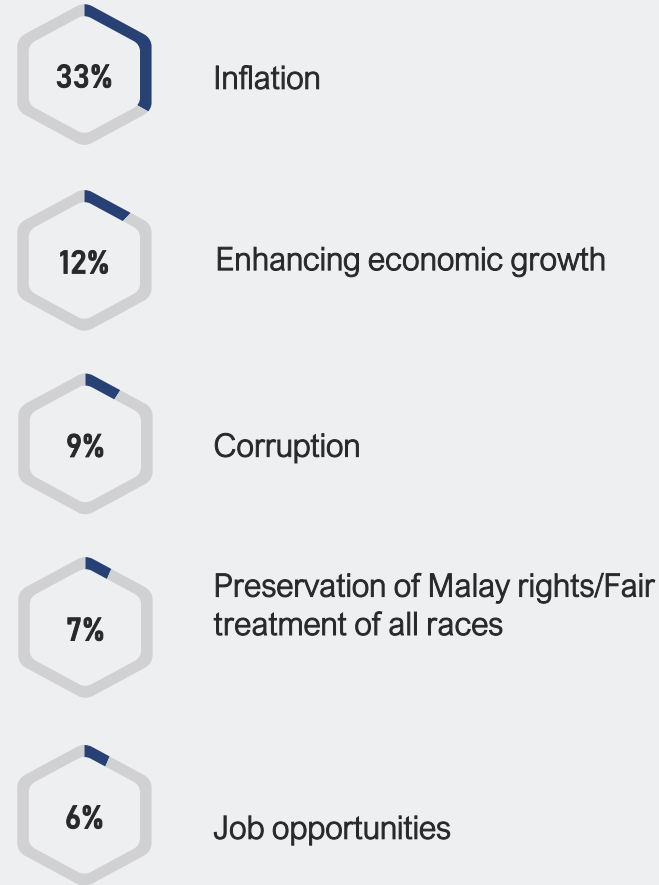 33% Inflation
12% Enhancing economic growth
9% Corruption
7% Preservation of Malay rights/Fair
treatment of all races
6% Job opportunities